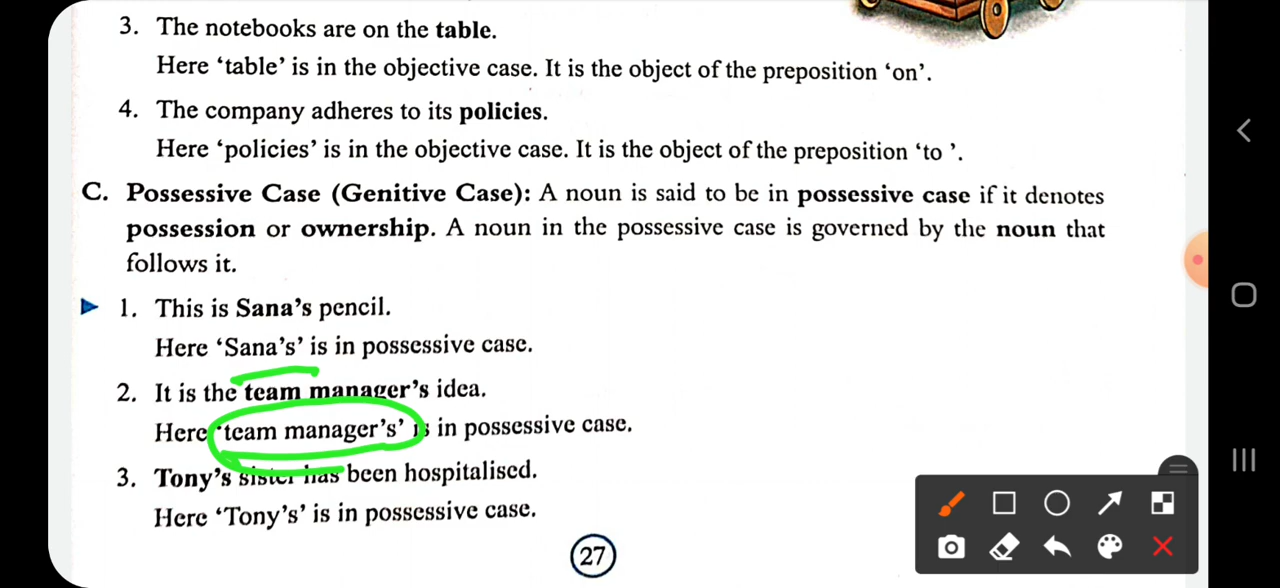 3. The notebooks are on the table.
Here ‘table’ is in the objective case. It is the object of the preposition ‘on’.
4. The company adheres to its policies.
Here ‘policies’ is in the objective case. It is the object of the preposition ‘to ’.
C. Possessive Case (Genitive Case): A noun is said to be in possessive case if it denotes
possession or ownership. A noun in the possessive case is governed by the noun that
follows it.
1. This is Sana’s pencil.
Here ‘Sana’s’ is in possessive case.
2. It is the team manager’s idea.
Here ‘team manager’s’ is in possessive case.
3. Tony’s sister has been hospitalised.
Here ‘Tony’s’ is in possessive case.
27